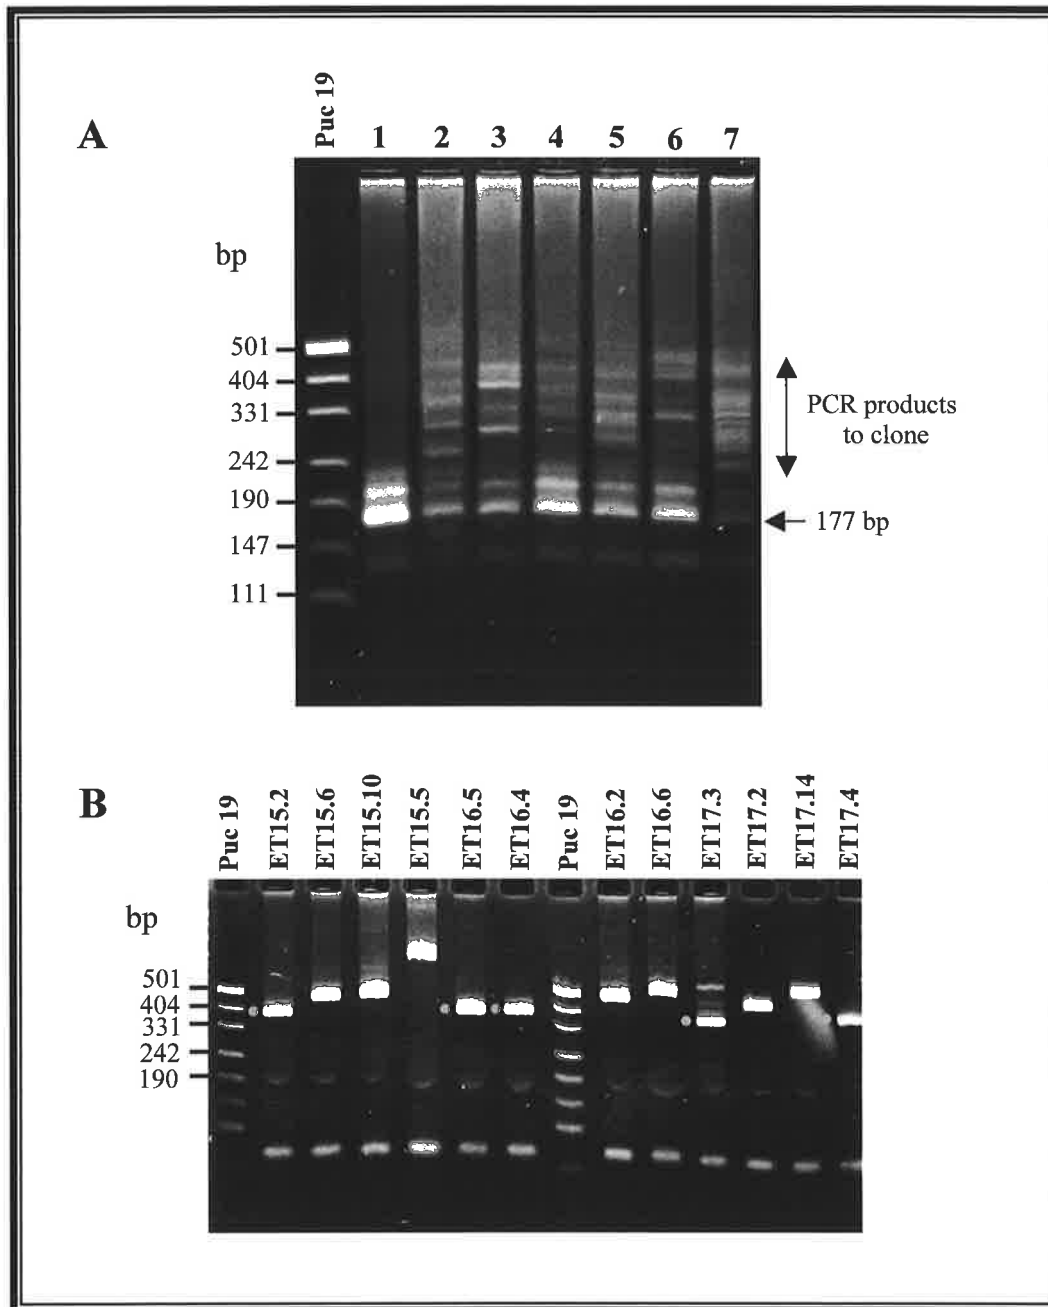 A
Puc 19
1 2 3 4 5 6 7
bp
501
404
331
242
190
147
111
PCR products
to clone
177 bp
B
Puc 19
ET15.2
ET15.6
ET15.10
ET15.5
ET16.5
ET16.4
Puc 19
ET16.2
ET16.6
ET17.3
ET17.2
ET17.14
ET17.4
bp
501
404
331
242
190